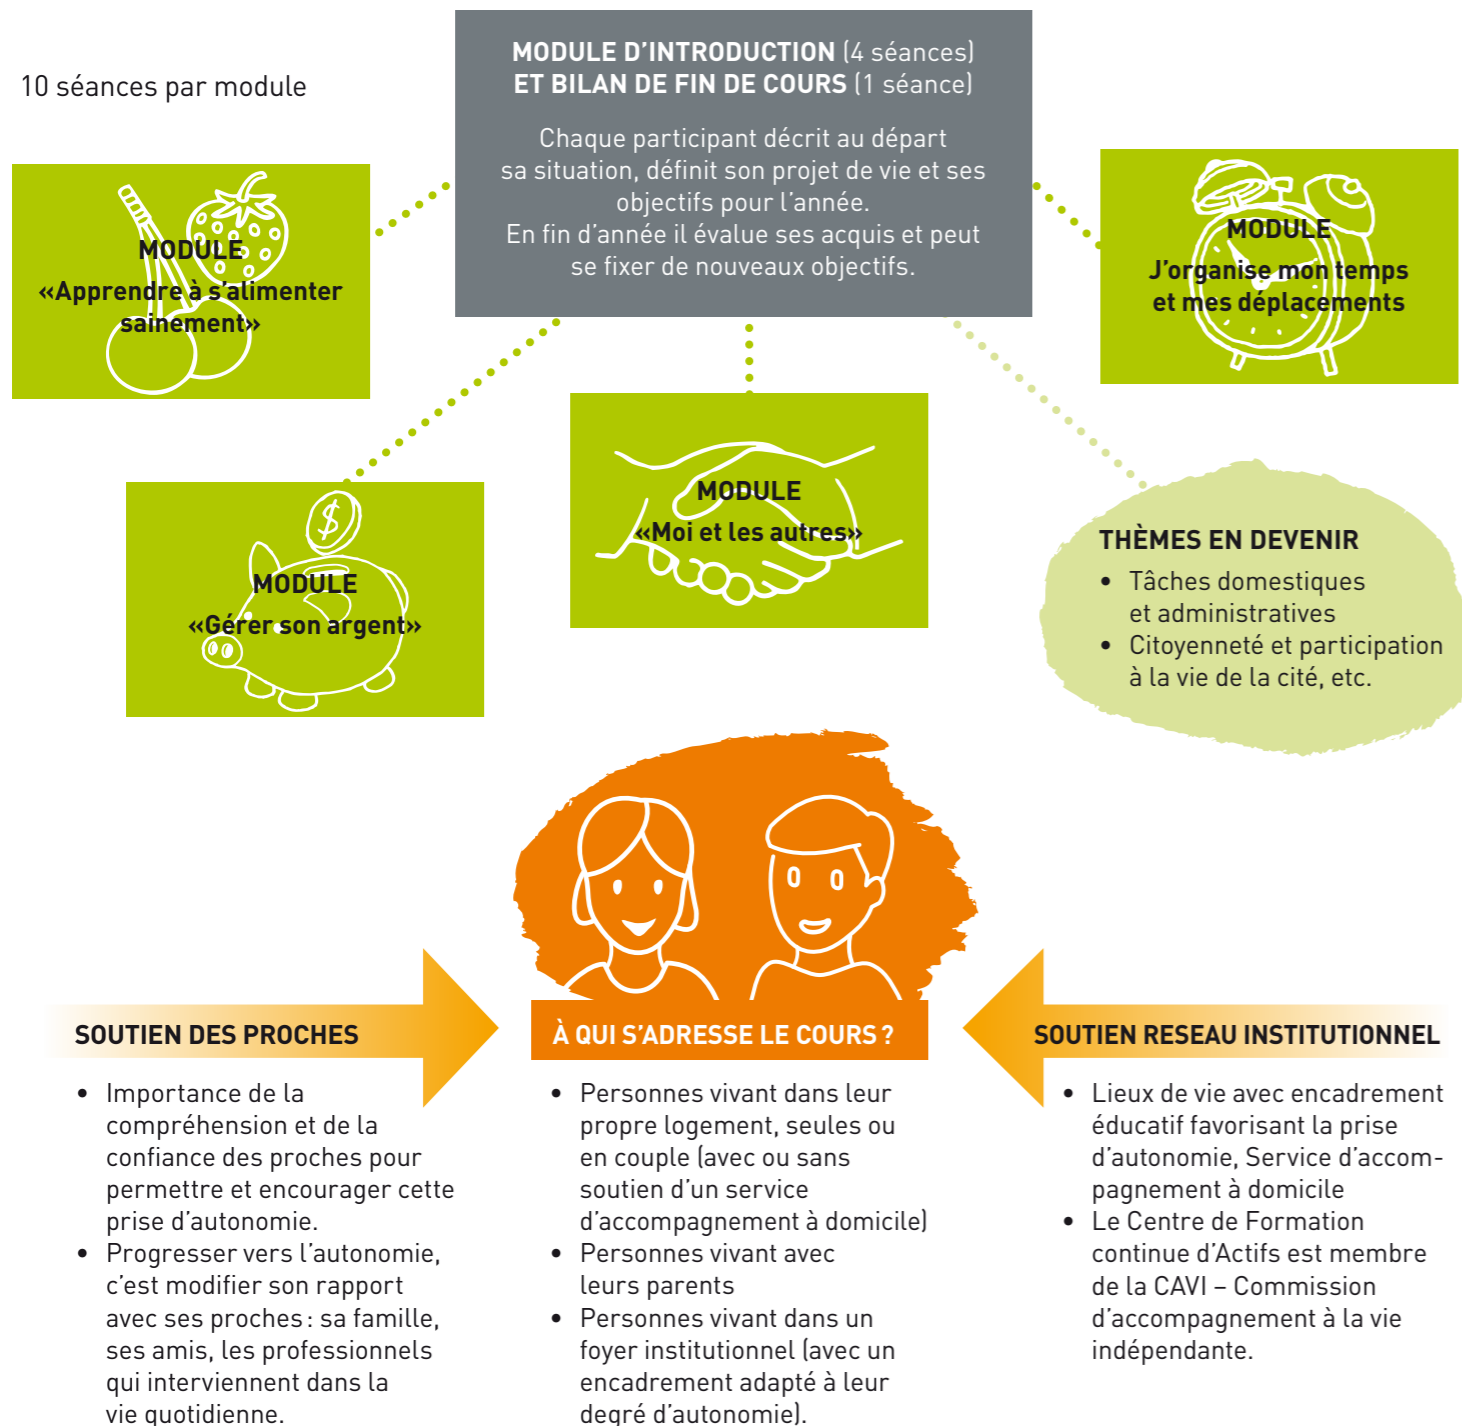 10 séances par module
MODULE D'INTRODUCTION (4 séances)
ET BILAN DE FIN DE COURS (1 séance)
Chaque participant décrit au départ
sa situation, définit son projet de vie et ses
objectifs pour l'année.
En fin d'année il évalue ses acquis et peut
se fixer de nouveaux objectifs.
MODULE
«Apprendre à s'alimenter
sainement»
MODULE
J'organise mon temps
et mes déplacements
MODULE
«Gérer son argent»
$
MODULE
«Moi et les autres»
THÈMES EN DEVENIR
• Tâches domestiques
et administratives
• Citoyenneté et participation
à la vie de la cité, etc.
SOUTIEN DES PROCHES
• Importance de la
compréhension et de la
confiance des proches pour
permettre et encourager cette
prise d'autonomie.
• Progresser vers l'autonomie,
c'est modifier son rapport
avec ses proches : sa famille,
ses amis, les professionnels
qui interviennent dans la
vie quotidienne.
À QUI S'ADRESSE LE COURS ?
• Personnes vivant dans leur
propre logement, seules ou
en couple (avec ou sans
soutien d'un service
d'accompagnement à domicile)
• Personnes vivant avec
leurs parents
• Personnes vivant dans un
foyer institutionnel (avec un
encadrement adapté à leur
degré d'autonomie).
SOUTIEN RESEAU INSTITUTIONNEL
• Lieux de vie avec encadrement
éducatif favorisant la prise
d'autonomie, Service d'accom-
pagnement à domicile
• Le Centre de Formation
continue d'Actifs est membre
de la CAVI – Commission
d'accompagnement à la vie
indépendante.